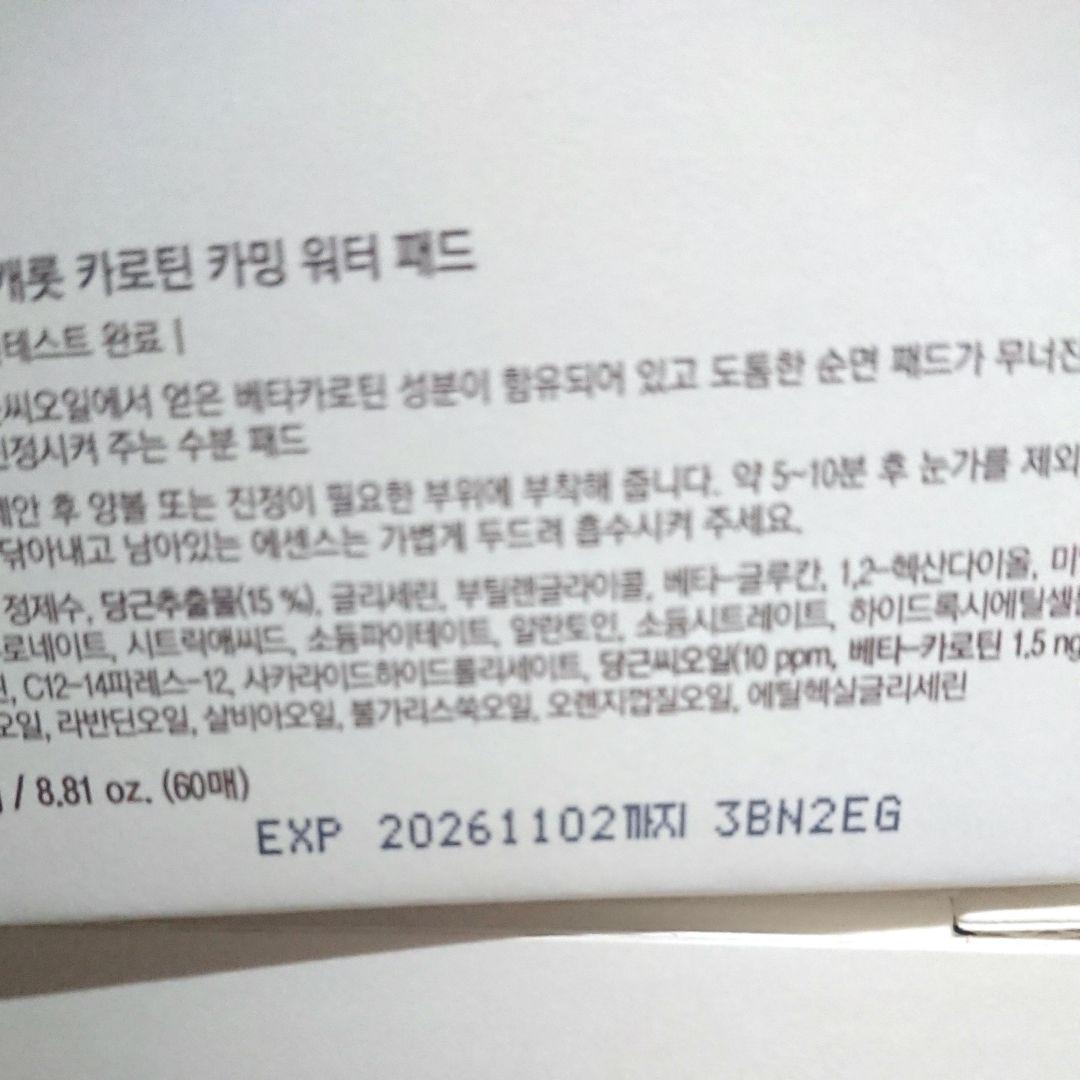 캐롯 카로틴 카밍 워터 패드
테스트 완료 |
씨오일에서 얻은 베타카로틴 성분이 함유되어 있고 도톰한 순면 패드가 무너진
진정시켜 주는 수분 패드
세안 후 양볼 또는 진정이 필요한 부위에 부착해 줍니다. 약 5~10분 후 눈가를 제외
닦아내고 남아있는 에센스는 가볍게 두드려 흡수시켜 주세요.
정제수, 당근추출물(15 %), 글리세린, 부틸렌글라이콜, 베타-글루칸, 1,2-헥산다이올,
로네이트, 시트릭애씨드, 소듐파이테이트, 알란토인, 소듐시트레이트, 하이드록시에틸셀룰
C12-14파레스-12, 사카라이드하이드롤리세이트, 당근씨오일(10 ppm, 베타-카로틴 1.5 ng
오일, 라반딘오일, 살비아오일, 불가리스쑥오일, 오렌지껍질오일, 에틸헥실글리세린
/ 8.81 oz. (60매)
EXP 20261102까지 3BN2EG